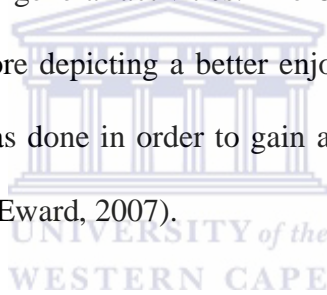 ore depicting a better enjo
as done in order to gain a
Eward, 2007).
UNIVERSITY of the
WESTERN CAPE